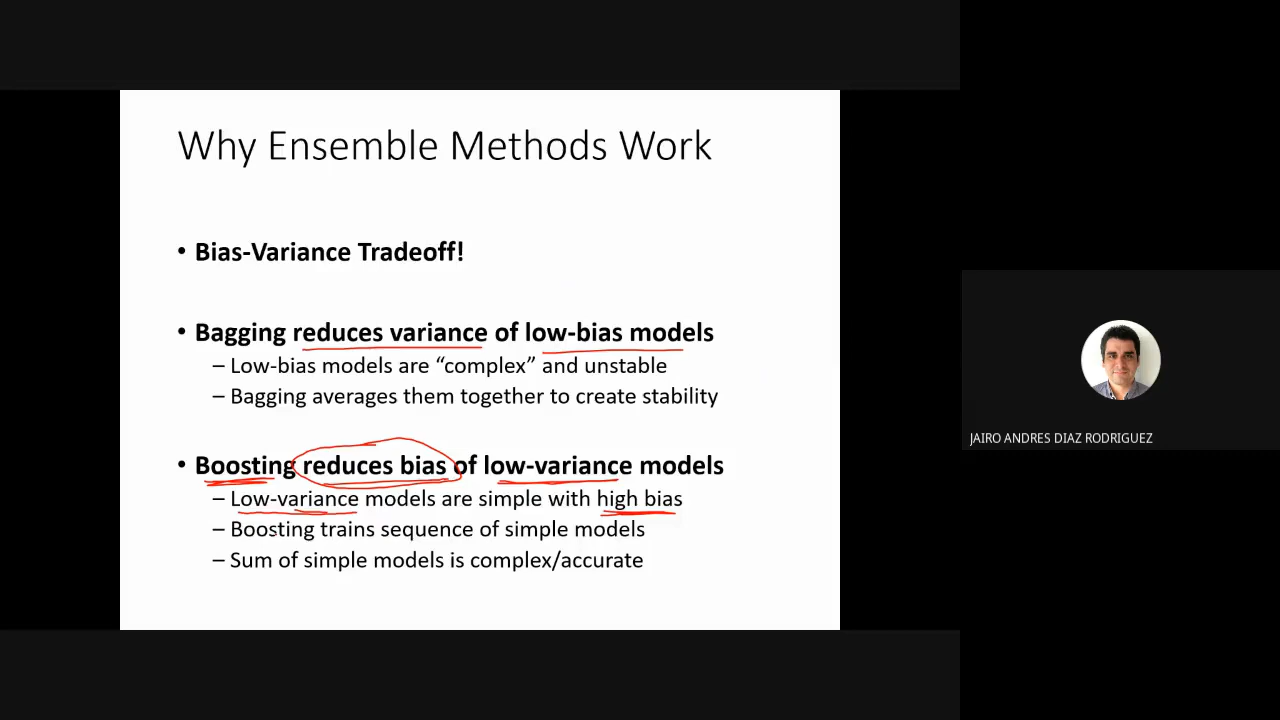 Why Ensemble Methods Work
• Bias-Variance Tradeoff!
• Bagging reduces variance of low-bias models
– Low-bias models are “complex” and unstable
– Bagging averages them together to create stability
• Boosting reduces bias of low-variance models
– Low-variance models are simple with high bias
– Boosting trains sequence of simple models
– Sum of simple models is complex/accurate
JAIRO ANDRES DIAZ RODRIGUEZ